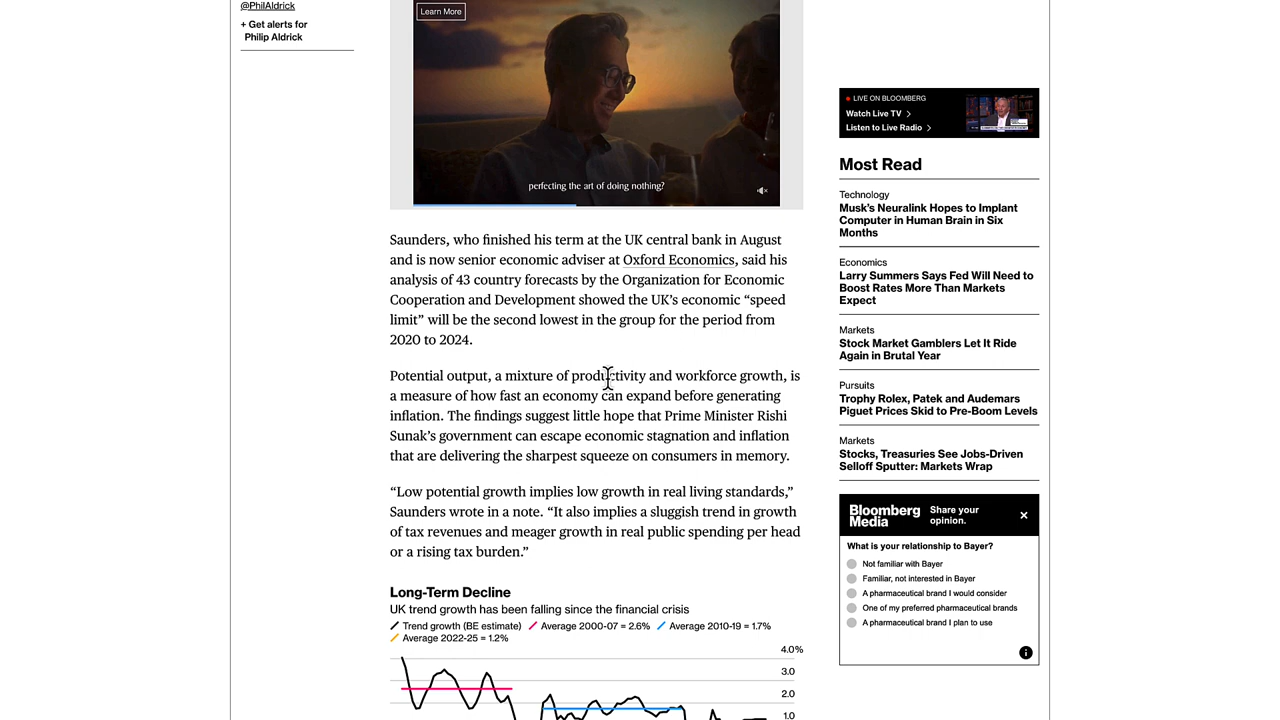 @PhilAldrick
+ Get alerts for
Philip Aldrick
Learn More
perfecting the art of doing nothing?
Saunders, who finished his term at the UK central bank in August
and is now senior economic adviser at Oxford Economics, said his
analysis of 43 country forecasts by the Organization for Economic
Cooperation and Development showed the UK’s economic “speed
limit” will be the second lowest in the group for the period from
2020 to 2024.
Potential output, a mixture of productivity and workforce growth, is
a measure of how fast an economy can expand before generating
inflation. The findings suggest little hope that Prime Minister Rishi
Sunak’s government can escape economic stagnation and inflation
that are delivering the sharpest squeeze on consumers in memory.
“Low potential growth implies low growth in real living standards,”
Saunders wrote in a note. “It also implies a sluggish trend in growth
of tax revenues and meager growth in real public spending per head
or a rising tax burden.”
Long-Term Decline
UK trend growth has been falling since the financial crisis
Trend growth (BE estimate) Average 2000-07 = 2.6% Average 2010-19 = 1.7%
Average 2022-25 = 1.2%
4.0%
3.0
2.0
1.0
LIVE ON BLOOMBERG
Watch Live TV
Listen to Live Radio
Most Read
Technology
Musk’s Neuralink Hopes to Implant
Computer in Human Brain in Six
Months
Economics
Larry Summers Says Fed Will Need to
Boost Rates More Than Markets
Expect
Markets
Stock Market Gamblers Let It Ride
Again in Brutal Year
Pursuits
Trophy Rolex, Patek and Audemars
Piguet Prices Skid to Pre-Boom Levels
Markets
Stocks, Treasuries See Jobs-Driven
Selloff Sputter: Markets Wrap
Bloomberg
Media
Share your
opinion.
What is your relationship to Bayer?
Not familiar with Bayer
Familiar, not interested in Bayer
A pharmaceutical brand I would consider
One of my preferred pharmaceutical brands
A pharmaceutical brand I plan to use